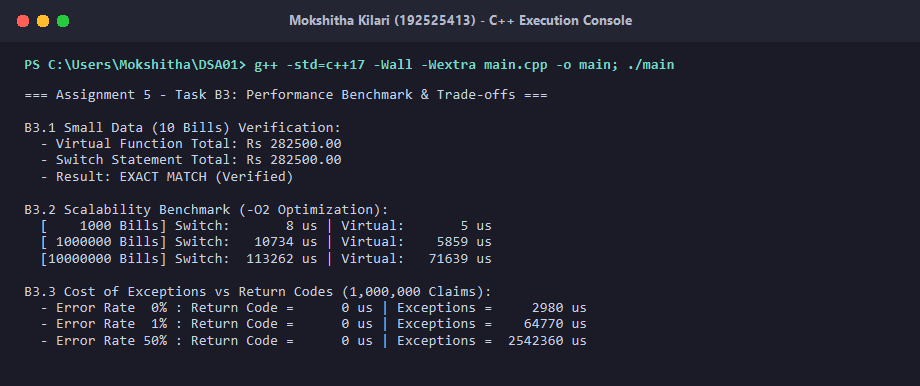 Mokshitha Kilari (192525413) - C++ Execution Console
PS C:\Users\Mokshitha\DSA01> g++ -std=c++17 -Wall -Wextra main.cpp -o main; ./main
=== Assignment 5 - Task B3: Performance Benchmark & Trade-offs ===
B3.1 Small Data (10 Bills) Verification:
  - Virtual Function Total: Rs 282500.00
  - Switch Statement Total: Rs 282500.00
  - Result: EXACT MATCH (Verified)
B3.2 Scalability Benchmark (-O2 Optimization):
  [    1000 Bills] Switch:       8 us | Virtual:       5 us
  [ 1000000 Bills] Switch:   10734 us | Virtual:    5859 us
  [10000000 Bills] Switch:  113262 us | Virtual:   71639 us
B3.3 Cost of Exceptions vs Return Codes (1,000,000 Claims):
  - Error Rate  0% : Return Code =      0 us | Exceptions =     2980 us
  - Error Rate  1% : Return Code =      0 us | Exceptions =    64770 us
  - Error Rate 50% : Return Code =      0 us | Exceptions =  2542360 us